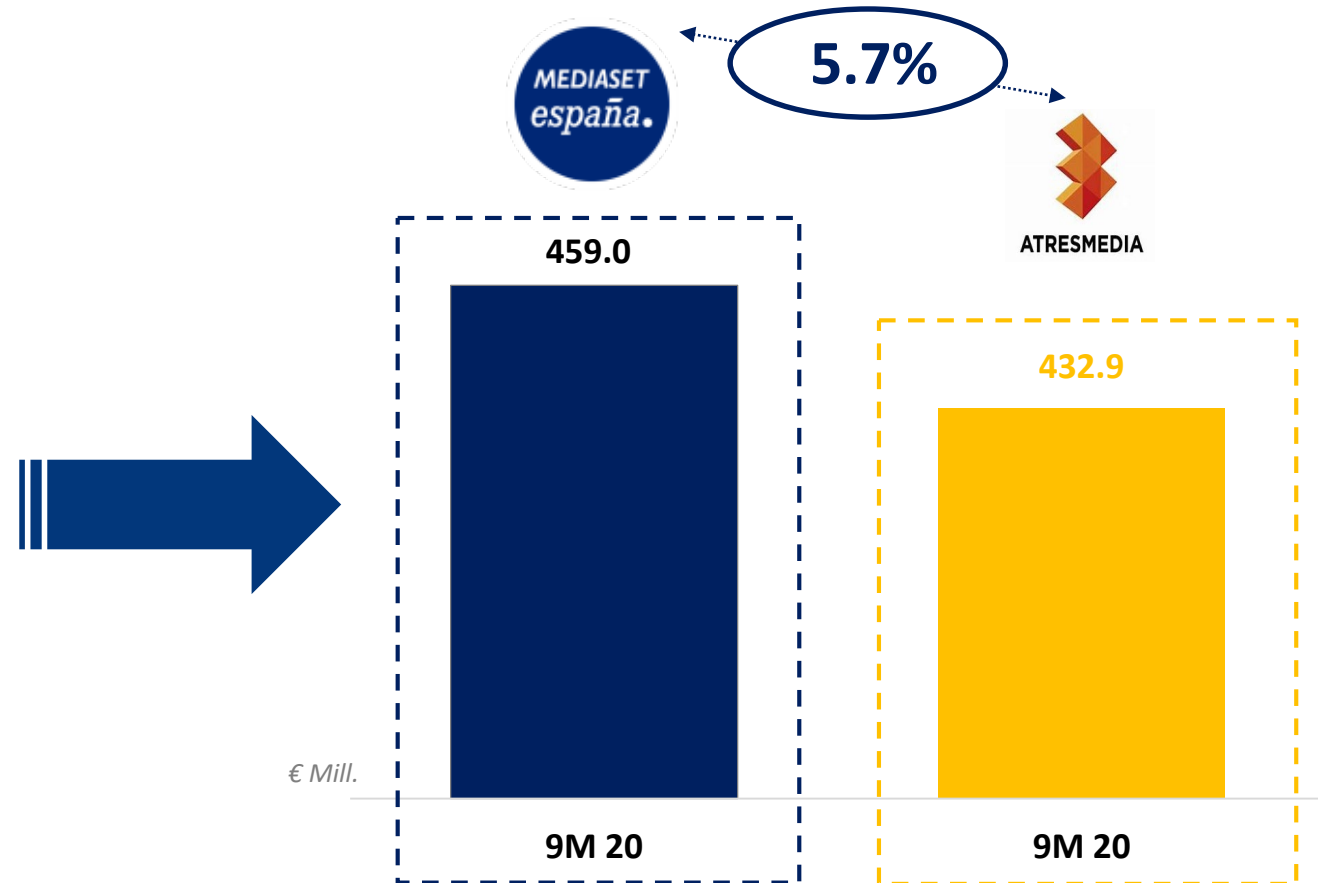 5.7%
MEDIASET
españa.
ATRESMEDIA
459.0
432.9
€ Mill.
9M 20
9M 20